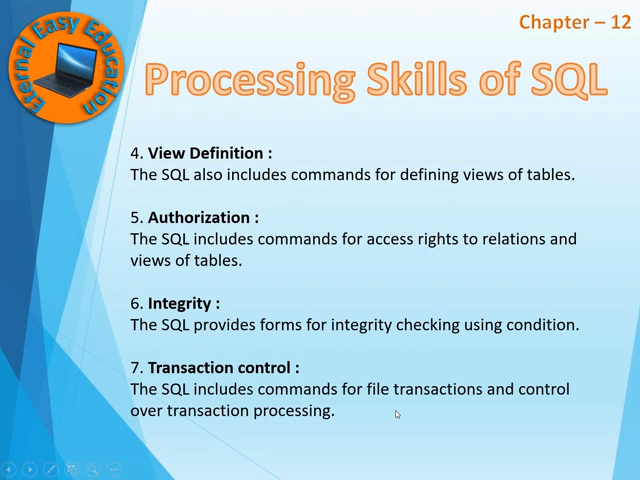 Eternal Easy Education
Chapter – 12
Processing Skills of SQL
4. View Definition :
The SQL also includes commands for defining views of tables.
5. Authorization :
The SQL includes commands for access rights to relations and
views of tables.
6. Integrity :
The SQL provides forms for integrity checking using condition.
7. Transaction control :
The SQL includes commands for file transactions and control
over transaction processing.